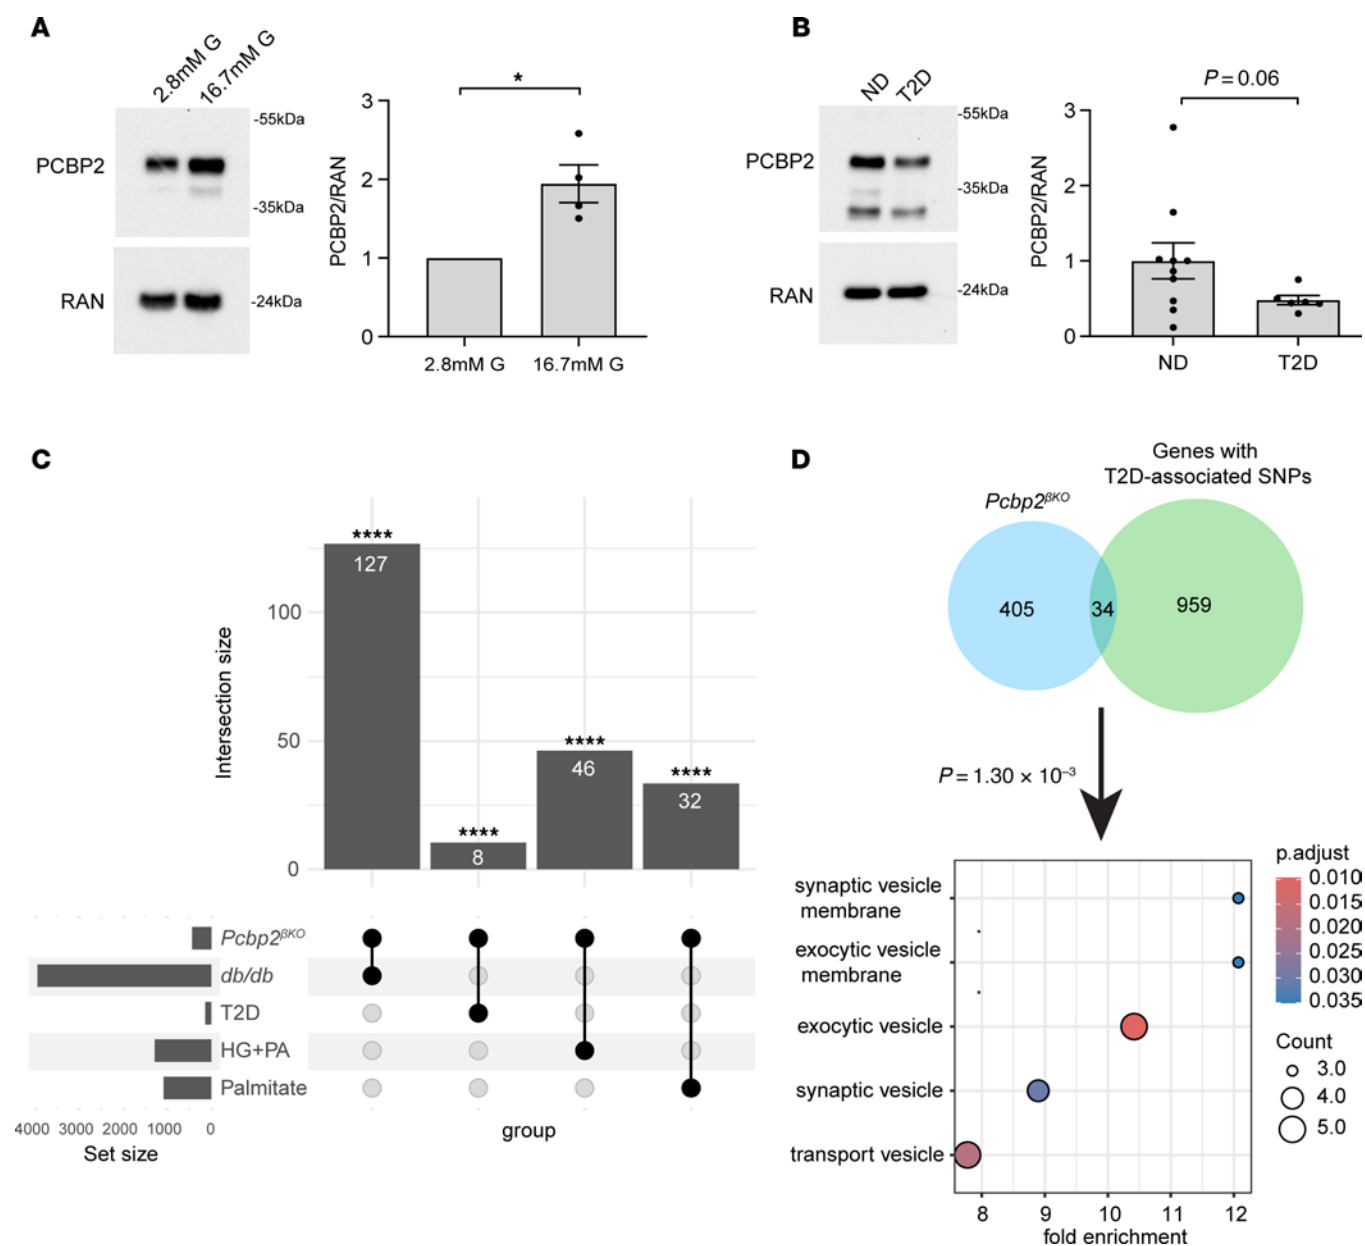 A
2.8mM G
16.7mM G
-55kDa
PCBP2
-35kDa
RAN
-24kDa
PCBP2/RAN
3
2
1
0
*
2.8mM G
16.7mM G
B
ND
T2D
-55kDa
PCBP2
-35kDa
RAN
-24kDa
PCBP2/RAN
3
2
1
0
P = 0.06
ND
T2D
C
Intersection size
100
50
0
****
127
****
8
****
46
****
32
Pcbp2βKO
db/db
T2D
HG+PA
Palmitate
4000 3000 2000 1000 0
Set size
group
D
Genes with
T2D-associated SNPs
Pcbp2βKO
405
34
959
P = 1.30 × 10–3
synaptic vesicle
membrane
exocytic vesicle
membrane
exocytic vesicle
synaptic vesicle
transport vesicle
8 9 10 11 12
fold enrichment
p.adjust
0.010
0.015
0.020
0.025
0.030
0.035
Count
3.0
4.0
5.0